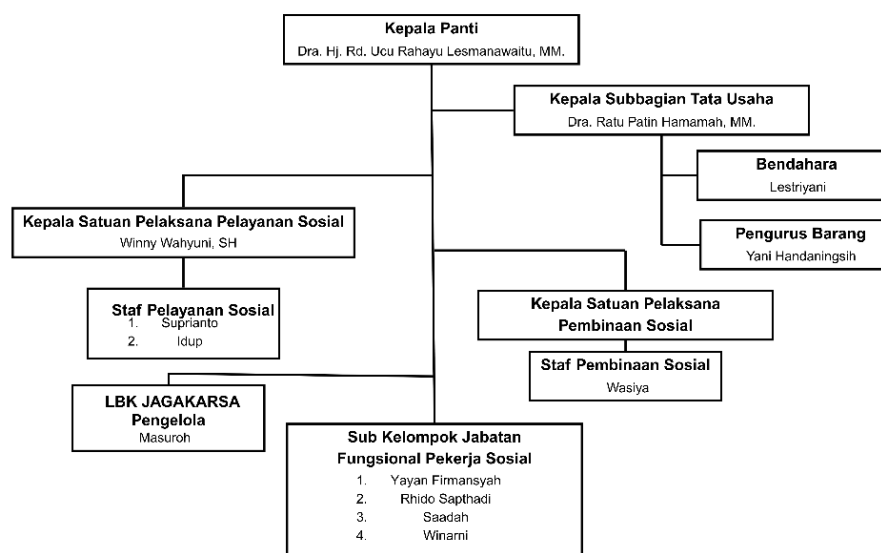 Kepala Panti
Dra. Hj. Rd. Ucu Rahayu Lesmanawaitu, MM.
Kepala Subbagian Tata Usaha
Dra. Ratu Patin Hamamah, MM.
Bendahara
Lestriyani
Kepala Satuan Pelaksana Pelayanan Sosial
Winny Wahyuni, SH
Pengurus Barang
Yani Handaningsih
Staf Pelayanan Sosial
1. Suprianto
2. Idup
Kepala Satuan Pelaksana
Pembinaan Sosial
Staf Pembinaan Sosial
Wasiya
LBK JAGAKARSA
Pengelola
Masuroh
Sub Kelompok Jabatan
Fungsional Pekerja Sosial
1. Yayan Firmansyah
2. Rhido Sapthadi
3. Saadah
4. Winarni